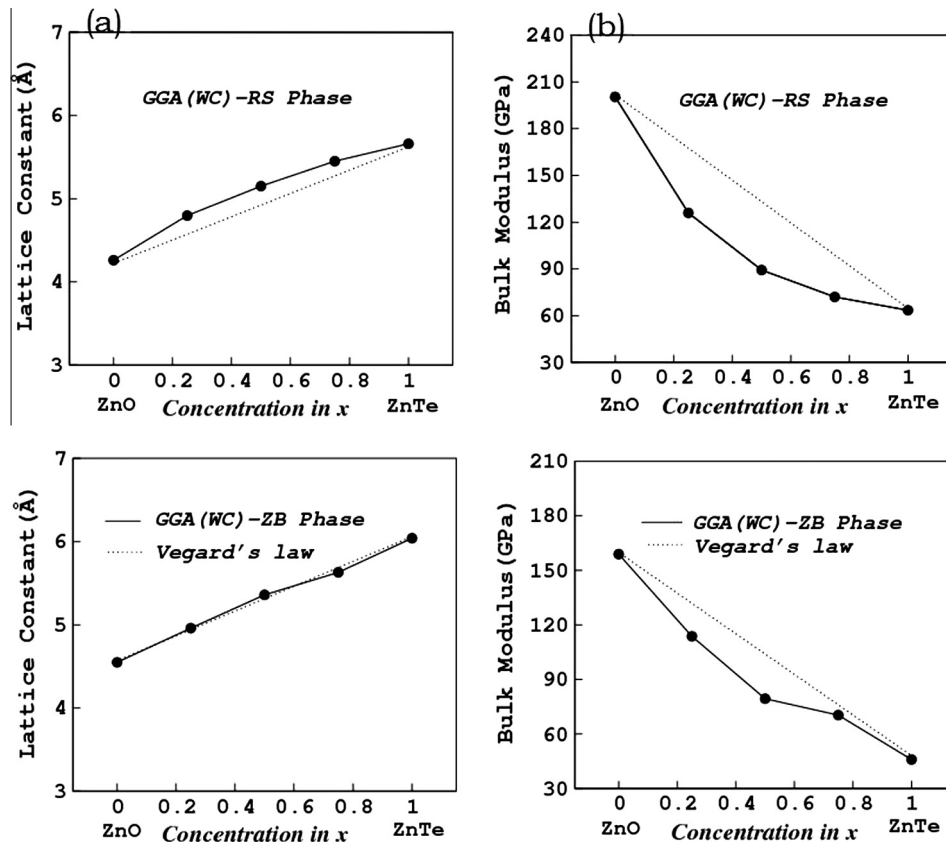 (a)
7
6
5
4
3
Lattice Constant(Å)
GGA(WC)-RS Phase
0 0.2 0.4 0.6 0.8 1
ZnO Concentration in x ZnTe
(b)
240
210
180
150
120
90
60
30
Bulk Modulus(GPa)
GGA(WC)-RS Phase
0 0.2 0.4 0.6 0.8 1
ZnO Concentration in x ZnTe
7
6
5
4
3
Lattice Constant(Å)
GGA(WC)-ZB Phase
Vegard's law
0 0.2 0.4 0.6 0.8 1
ZnO Concentration in x ZnTe
210
180
150
120
90
60
30
Bulk Modulus(GPa)
GGA(WC)-ZB Phase
Vegard's law
0 0.2 0.4 0.6 0.8 1
ZnO Concentration in x ZnTe